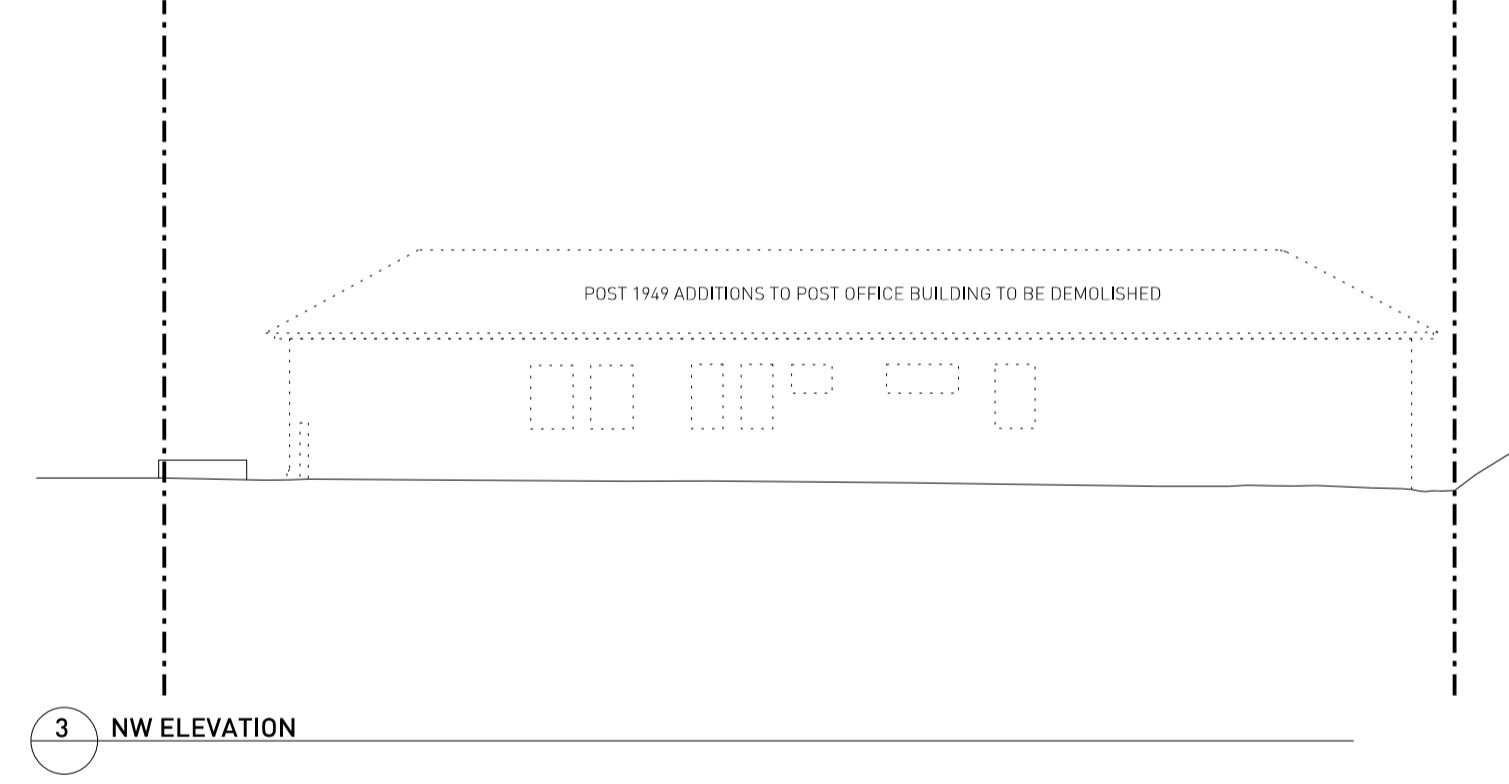 POST 1949 ADDITIONS TO POST OFFICE BUILDING TO BE DEMOLISHED
3 NW ELEVATION